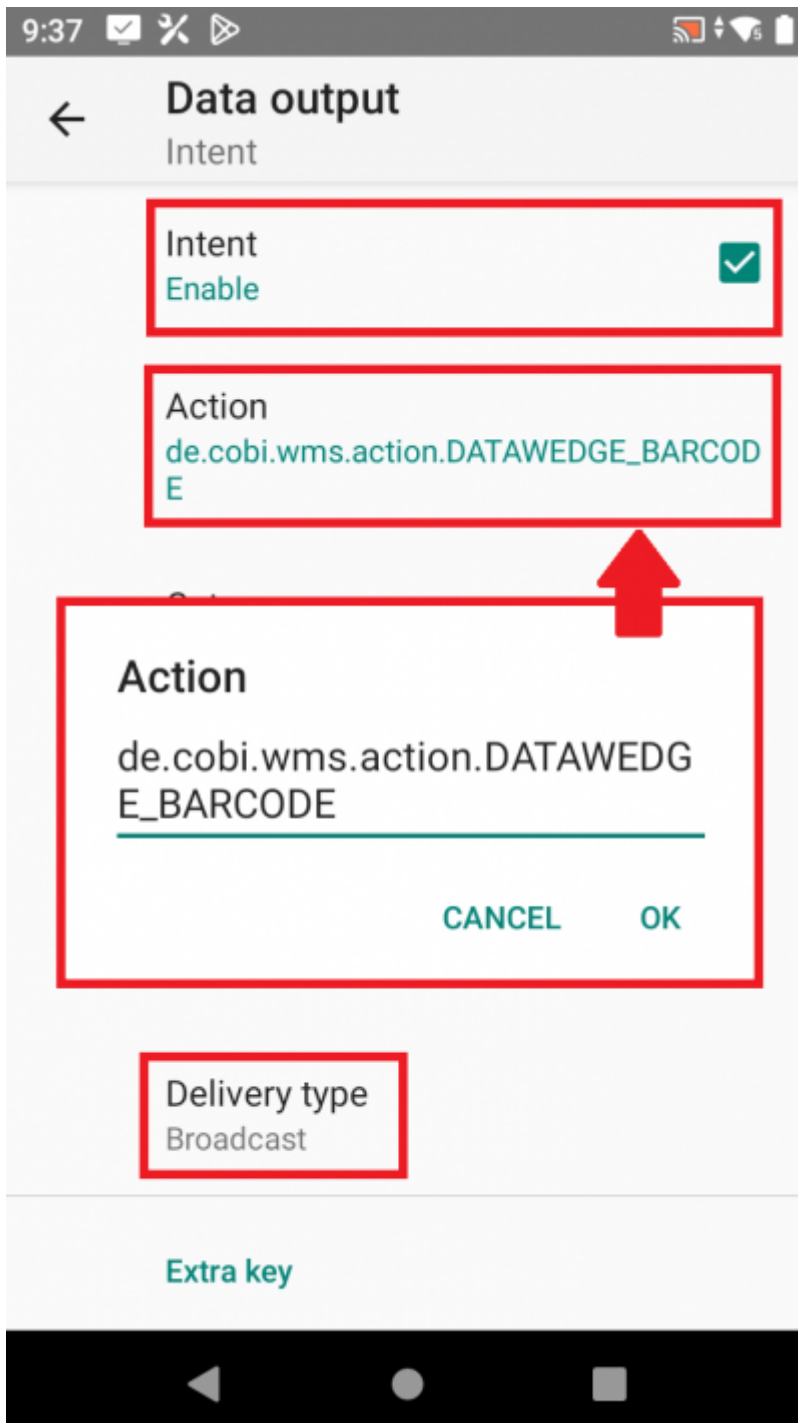 9:37
Data output
Intent
Intent
Enable
Action
de.cobi.wms.action.DATAWEDGE_BARCOD
E
Action
de.cobi.wms.action.DATAWEDG
E_BARCODE
CANCEL OK
Delivery type
Broadcast
Extra key